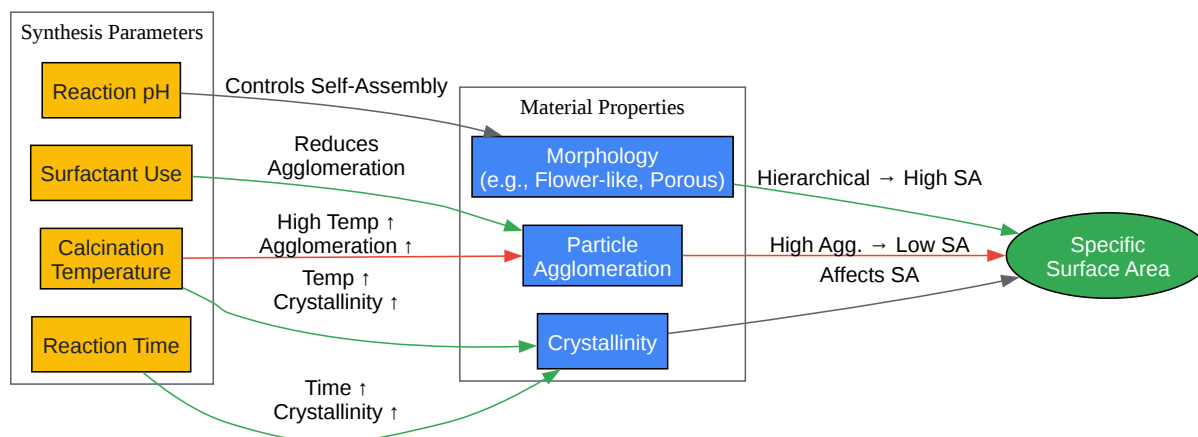 Synthesis Parameters
Reaction pH
Surfactant Use
Calcination
Temperature
Reaction Time
Controls Self-Assembly
Reduces
Agglomeration
High Temp ↑
Agglomeration ↑
Temp ↑
Crystallinity ↑
Time ↑
Crystallinity ↑
Material Properties
Morphology
(e.g., Flower-like, Porous)
Particle
Agglomeration
Crystallinity
Hierarchical → High SA
High Agg. → Low SA
Affects SA
Specific
Surface Area